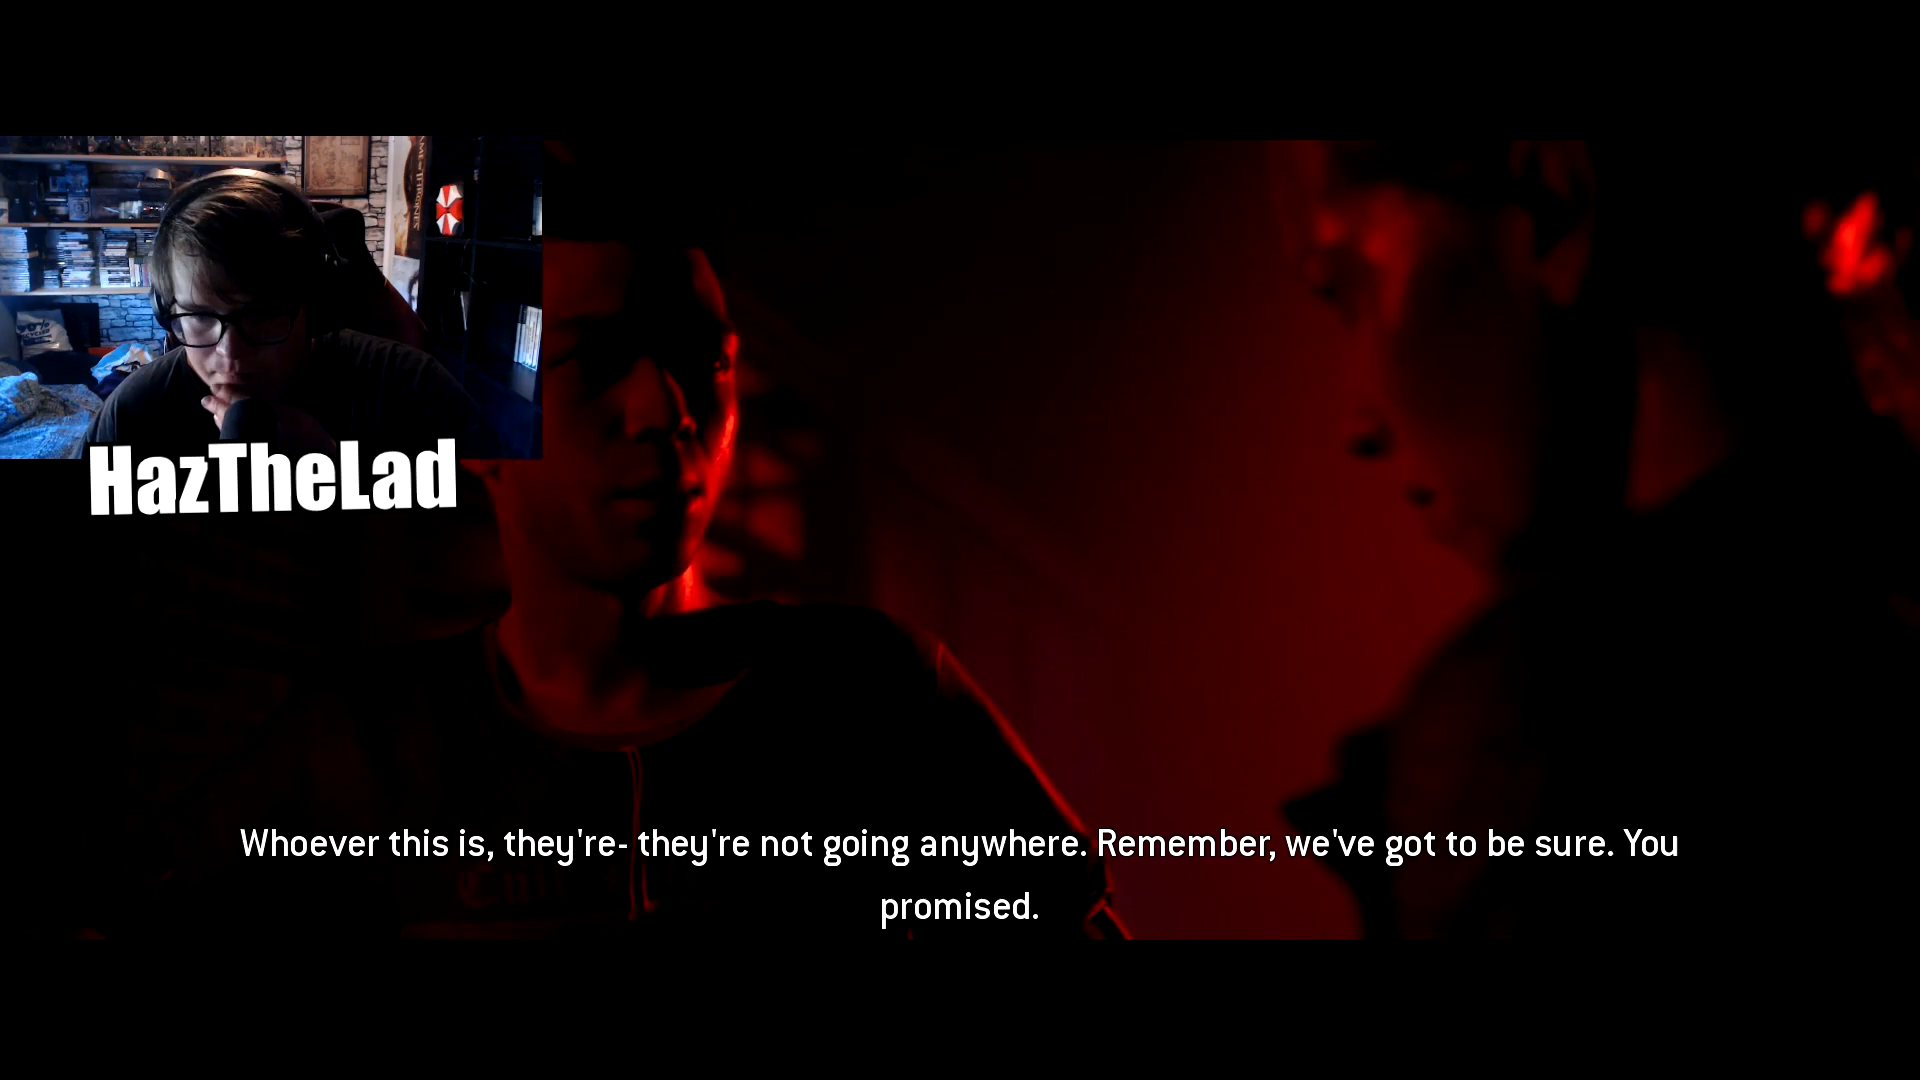 HazTheLad
Whoever this is, they're- they're not going anywhere. Remember, we've got to be sure. You
promised.